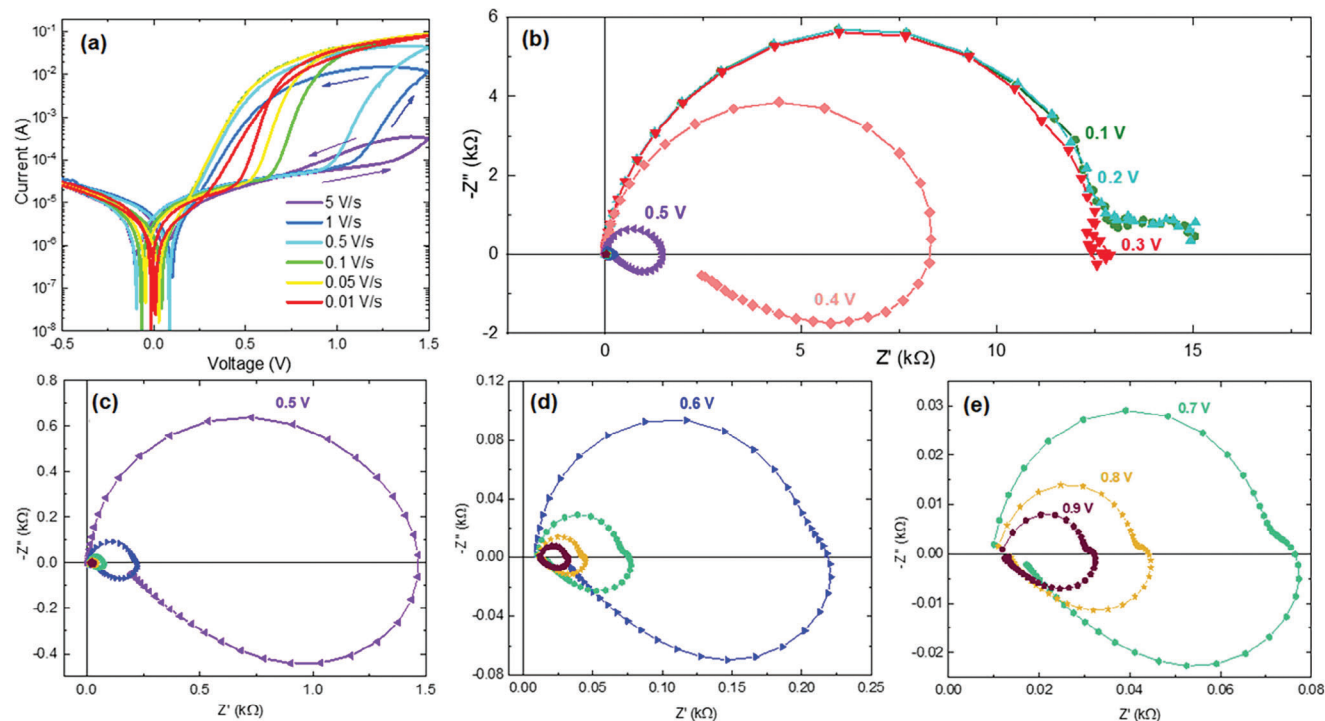 (a)
10⁻¹
10⁻²
10⁻³
10⁻⁴
10⁻⁵
10⁻⁶
10⁻⁷
10⁻⁸
Current (A)
5 V/s
1 V/s
0.5 V/s
0.1 V/s
0.05 V/s
0.01 V/s
-0.5 0.0 0.5 1.0 1.5
Voltage (V)
(b)
6
4
2
0
-2
-Z'' (kΩ)
0.1 V
0.2 V
0.3 V
0.5 V
0.4 V
0 5 10 15
Z' (kΩ)
(c)
0.5 V
0.8
0.6
0.4
0.2
0.0
-0.2
-0.4
-Z'' (kΩ)
0.0 0.5 1.0 1.5
Z' (kΩ)
(d)
0.6 V
0.12
0.08
0.04
0.00
-0.04
-0.08
-Z'' (kΩ)
0.00 0.05 0.10 0.15 0.20 0.25
Z' (kΩ)
(e)
0.7 V
0.8 V
0.9 V
0.03
0.02
0.01
0.00
-0.01
-0.02
-Z'' (kΩ)
0.00 0.02 0.04 0.06 0.08
Z' (kΩ)